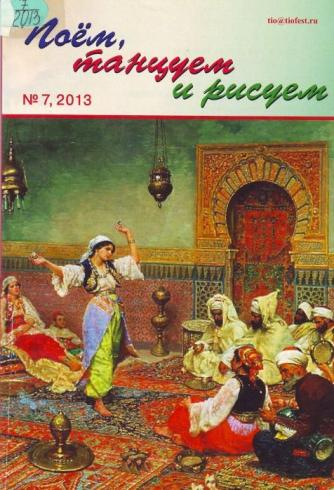 7
2013
tio@tiofest.ru
Поём,
танцуем
и рисуем
№ 7, 2013